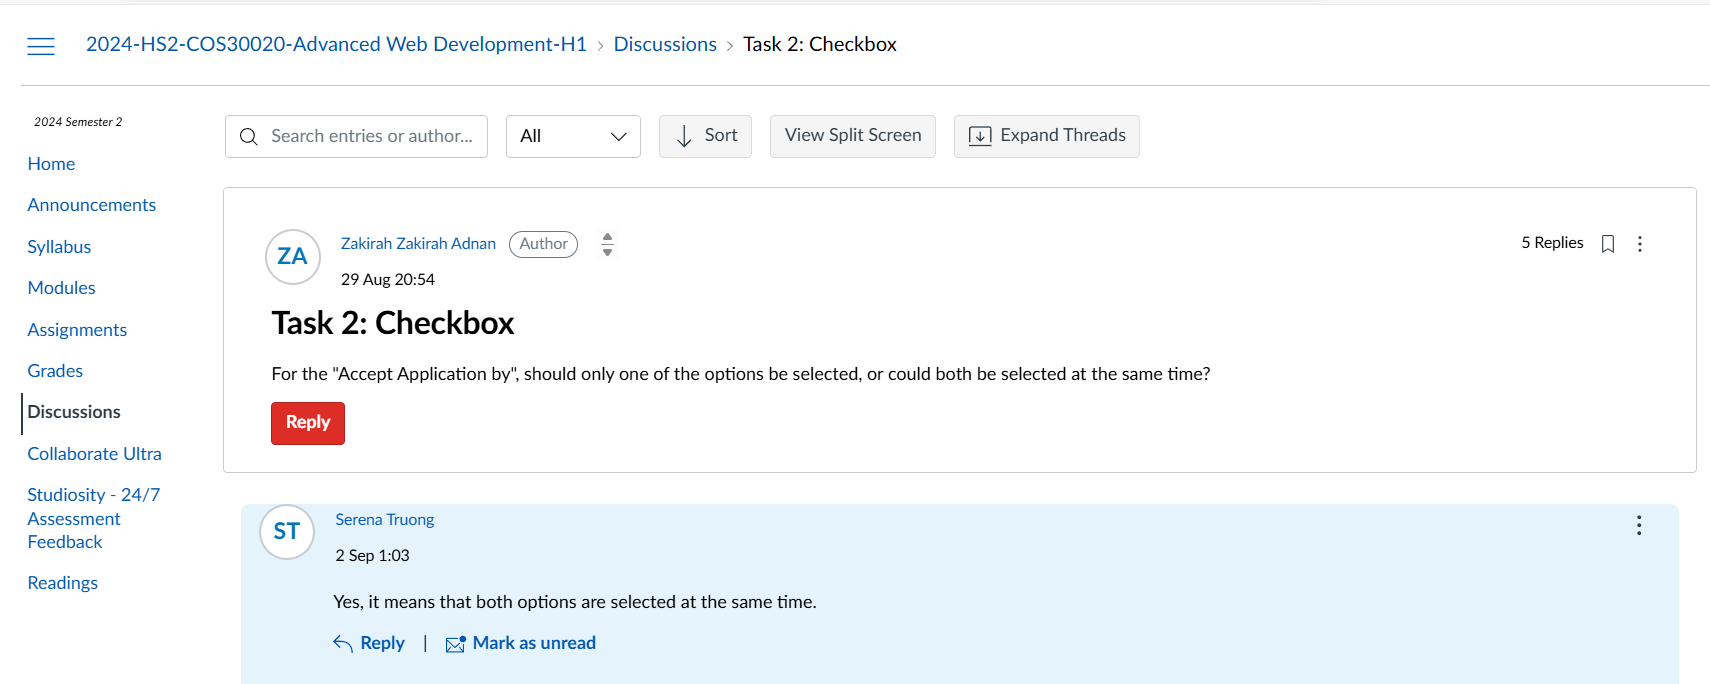 2024-HS2-COS30020-Advanced Web Development-H1 › Discussions › Task 2: Checkbox
2024 Semester 2
Home
Announcements
Syllabus
Modules
Assignments
Grades
Discussions
Collaborate Ultra
Studiosity - 24/7
Assessment
Feedback
Readings
Search entries or author...
All
Sort
View Split Screen
Expand Threads
ZA
Zakirah Zakirah Adnan
Author
5 Replies
29 Aug 20:54
Task 2: Checkbox
For the "Accept Application by", should only one of the options be selected, or could both be selected at the same time?
Reply
ST
Serena Truong
2 Sep 1:03
Yes, it means that both options are selected at the same time.
Reply | Mark as unread